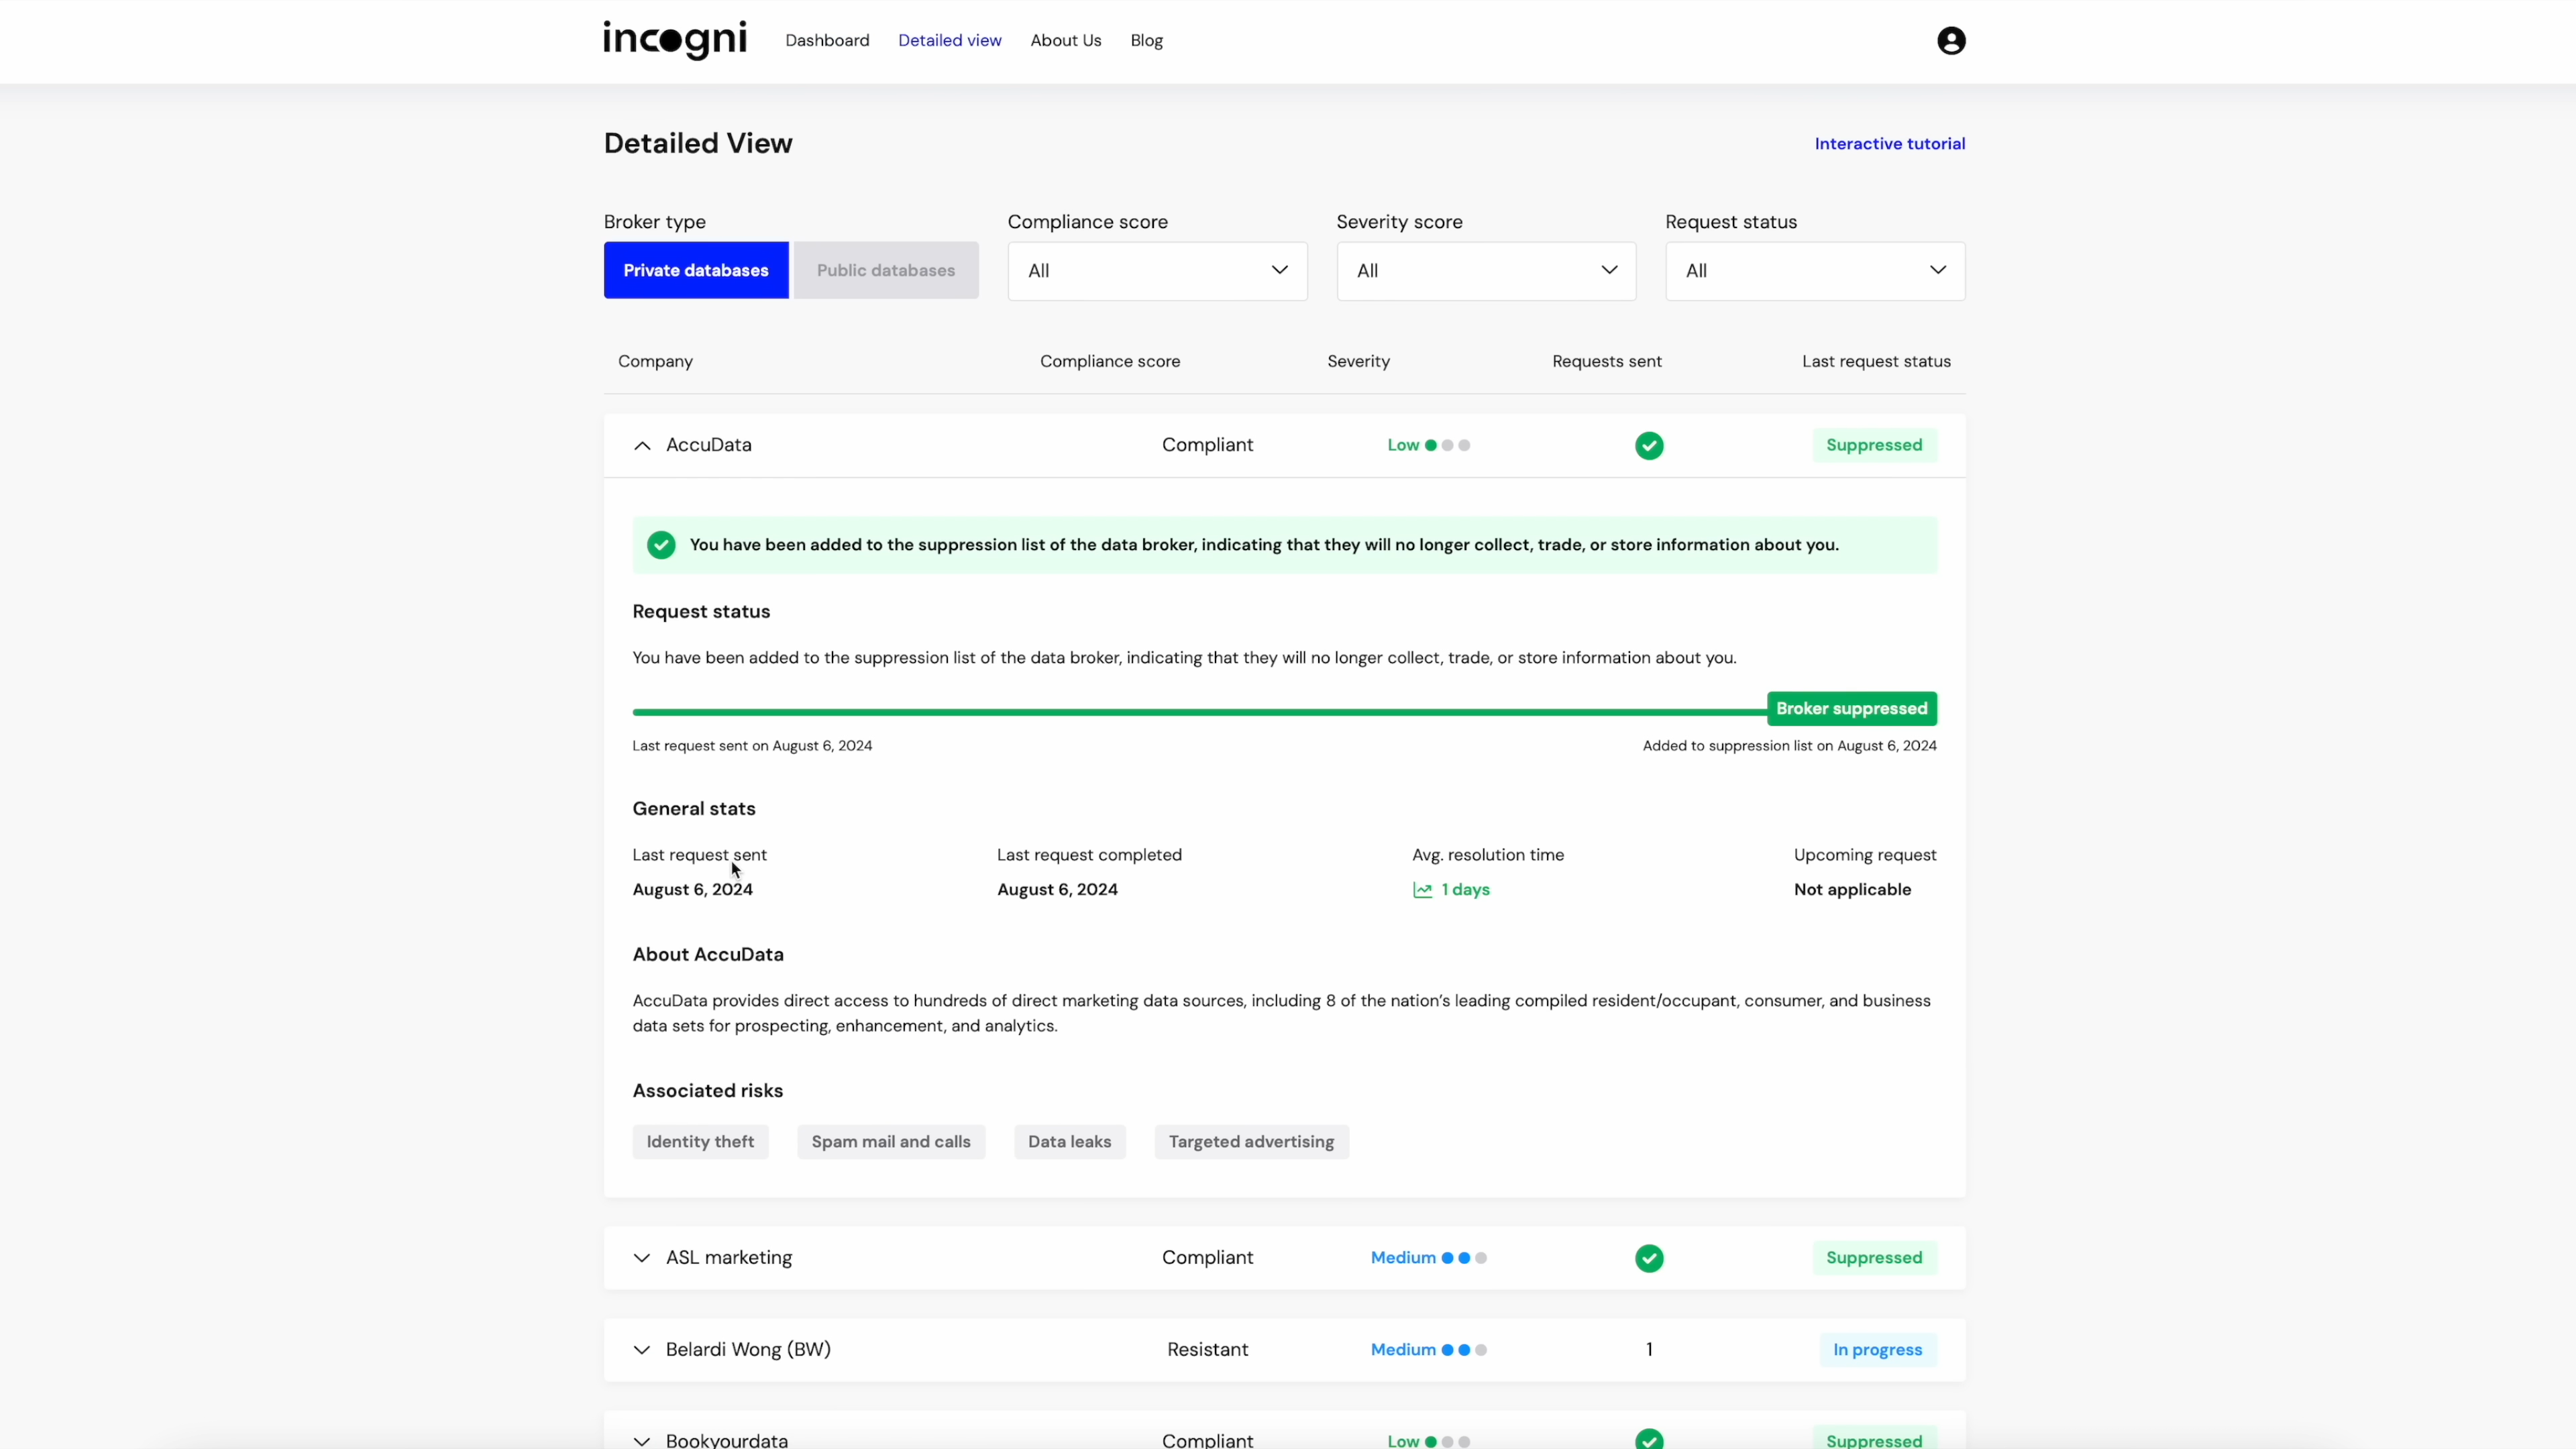 incogni Dashboard Detailed view About Us Blog
Detailed View
Interactive tutorial
Broker type Compliance score Severity score Request status
Private databases Public databases All All All
Company Compliance score Severity Requests sent Last request status
AccuData Compliant Low Suppressed
You have been added to the suppression list of the data broker, indicating that they will no longer collect, trade, or store information about you.
Request status
You have been added to the suppression list of the data broker, indicating that they will no longer collect, trade, or store information about you.
Broker suppressed
Last request sent on August 6, 2024 Added to suppression list on August 6, 2024
General stats
Last request sent Last request completed Avg. resolution time Upcoming request
August 6, 2024 August 6, 2024 1 days Not applicable
About AccuData
AccuData provides direct access to hundreds of direct marketing data sources, including 8 of the nation's leading compiled resident/occupant, consumer, and business
data sets for prospecting, enhancement, and analytics.
Associated risks
Identity theft Spam mail and calls Data leaks Targeted advertising
ASL marketing Compliant Medium Suppressed
Belardi Wong (BW) Resistant Medium 1 In progress
Bookyourdata Compliant Low Suppressed